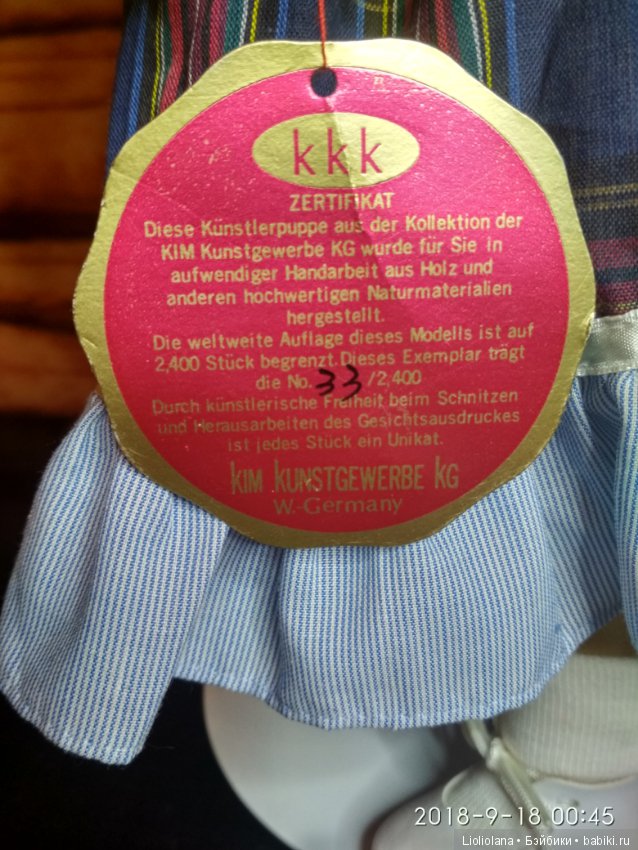 kkk
ZERTIFIKAT
Diese Künstlerpuppe aus der Kollektion der
KIM Kunstgewerbe KG wurde für Sie in
aufwendiger Handarbeit aus Holz und
anderen hochwertigen Naturmaterialien
hergestellt.
Die weltweite Auflage dieses Modells ist auf
2,400 Stück begrenzt. Dieses Exemplar trägt
die No. 33 /2,400
Durch künstlerische Freiheit beim Schnitzen
und Herausarbeiten des Gesichtsausdruckes
ist jedes Stück ein Unikat.
KIM KUNSTGEWERBE KG
W.-Germany
2018-9-18 00:45
Lioliolana • Бэйбики • babiki.ru